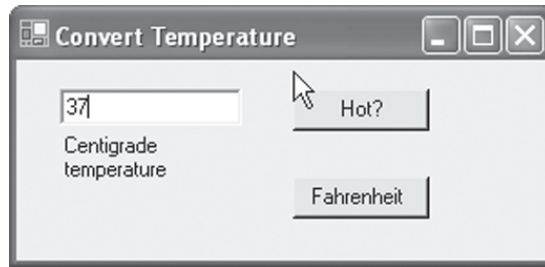 Convert Temperature
37
Hot?
Centigrade
temperature
Fahrenheit